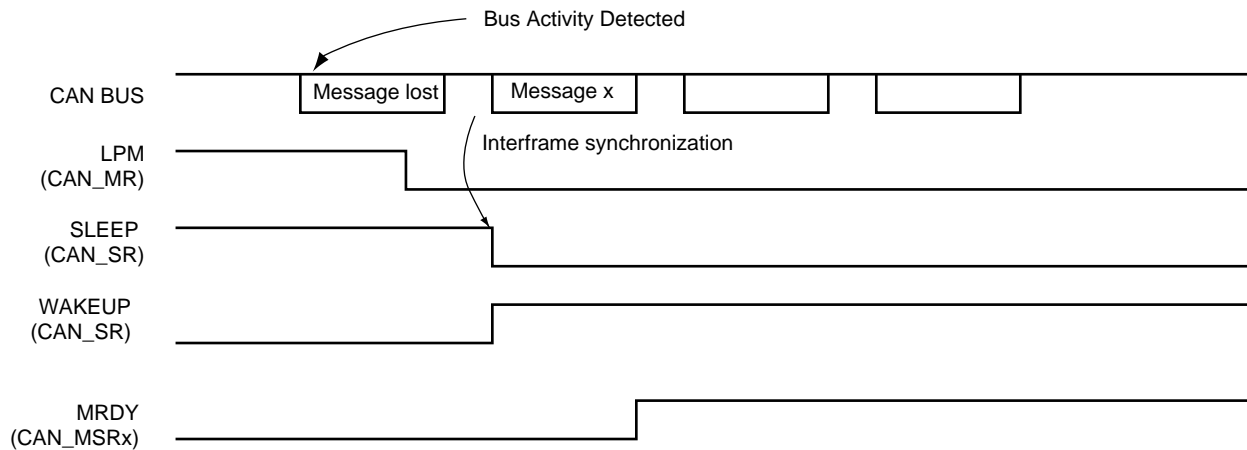 Bus Activity Detected
CAN BUS
Message lost
Message x
Interframe synchronization
LPM
(CAN_MR)
SLEEP
(CAN_SR)
WAKEUP
(CAN_SR)
MRDY
(CAN_MSRx)